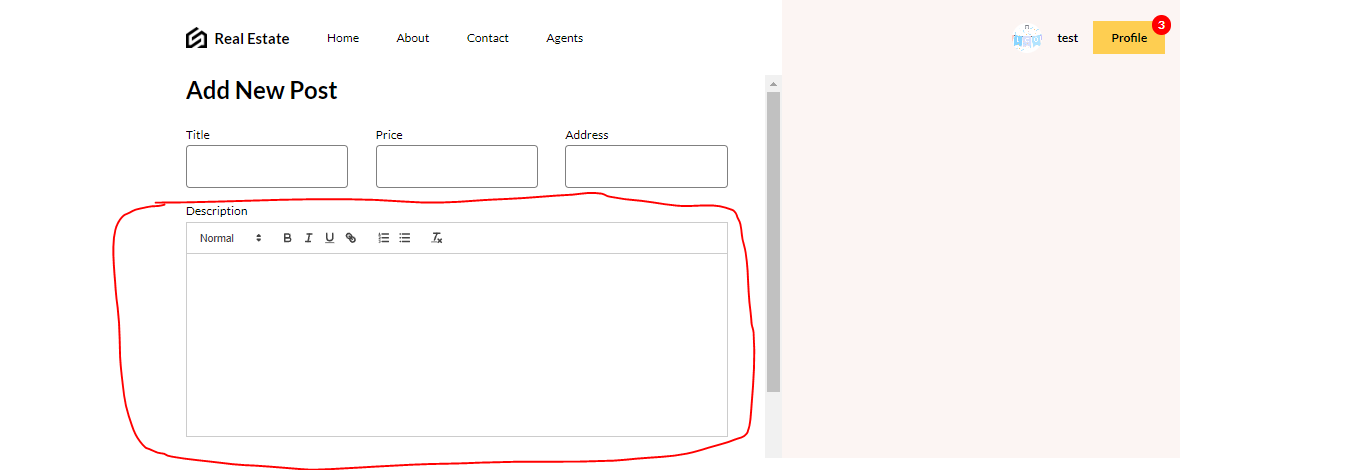 Real Estate Home About Contact Agents test Profile 3
Add New Post
Title Price Address
Description
Normal B I U